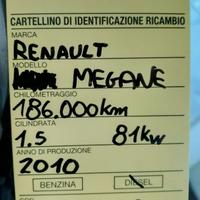 CARTELLINO DI IDENTIFICAZIONE RICAMBIO
MARCA
RENAULT
MODELLO
MEGANE
CHILOMETRAGGIO
186.000km
CILINDRATA
1.5 81kw
ANNO DI PRODUZIONE
2010
BENZINA DIESEL